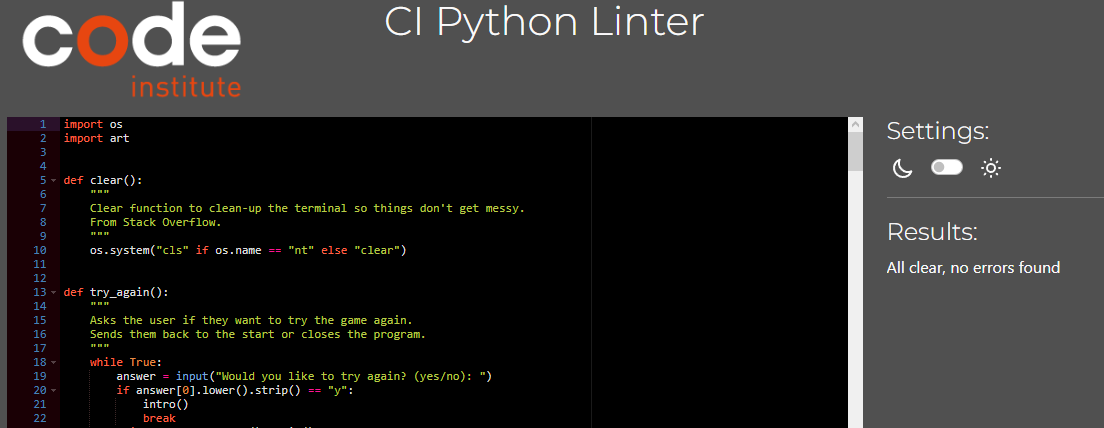 code
institute
CI Python Linter
1 import os
2 import art
3
4
5 def clear():
6 """
7 Clear function to clean-up the terminal so things don't get messy.
8 From Stack Overflow.
9 """
10 os.system("cls" if os.name == "nt" else "clear")
11
12
13 def try_again():
14 """
15 Asks the user if they want to try the game again.
16 Sends them back to the start or closes the program.
17 """
18 while True:
19 answer = input("Would you like to try again? (yes/no): ")
20 if answer[0].lower().strip() == "y":
21 intro()
22 break
Settings:
Results:
All clear, no errors found